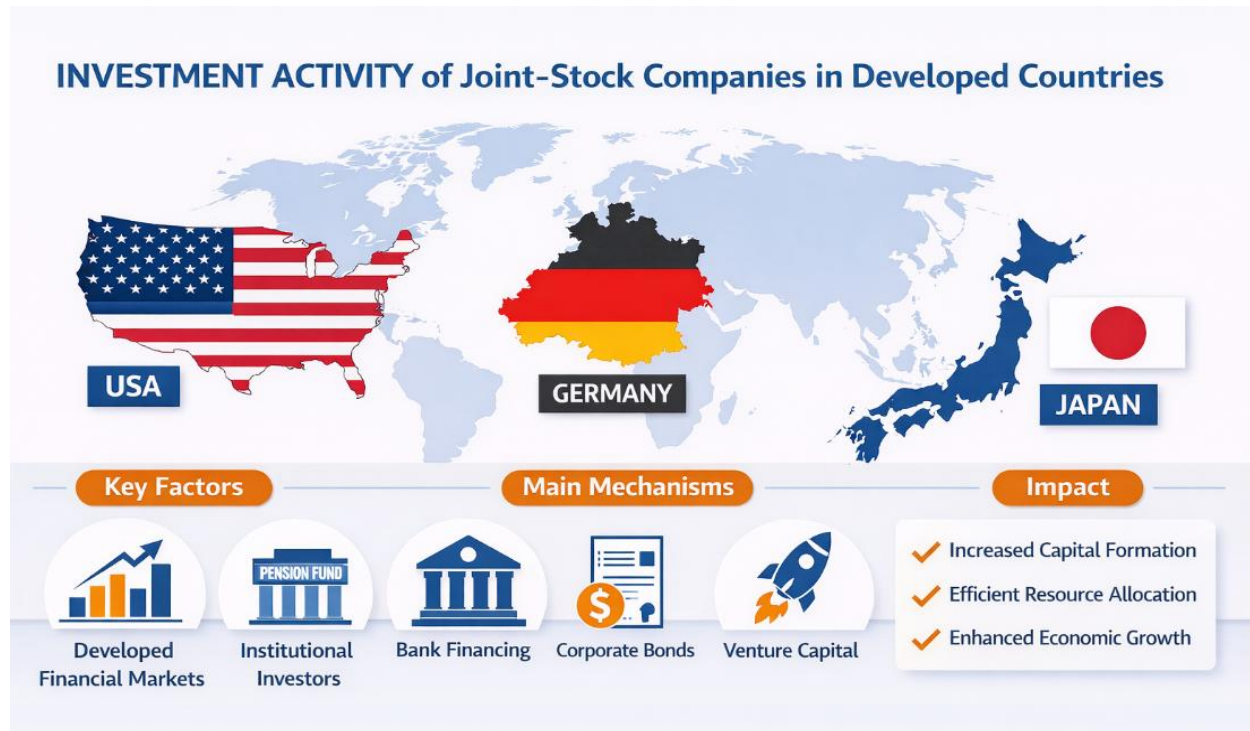 INVESTMENT ACTIVITY of Joint-Stock Companies in Developed Countries
USA
GERMANY
JAPAN
Key Factors
Main Mechanisms
Impact
PENSION FUND
$
Developed
Financial Markets
Institutional
Investors
Bank Financing
Corporate Bonds
Venture Capital
Increased Capital Formation
Efficient Resource Allocation
Enhanced Economic Growth